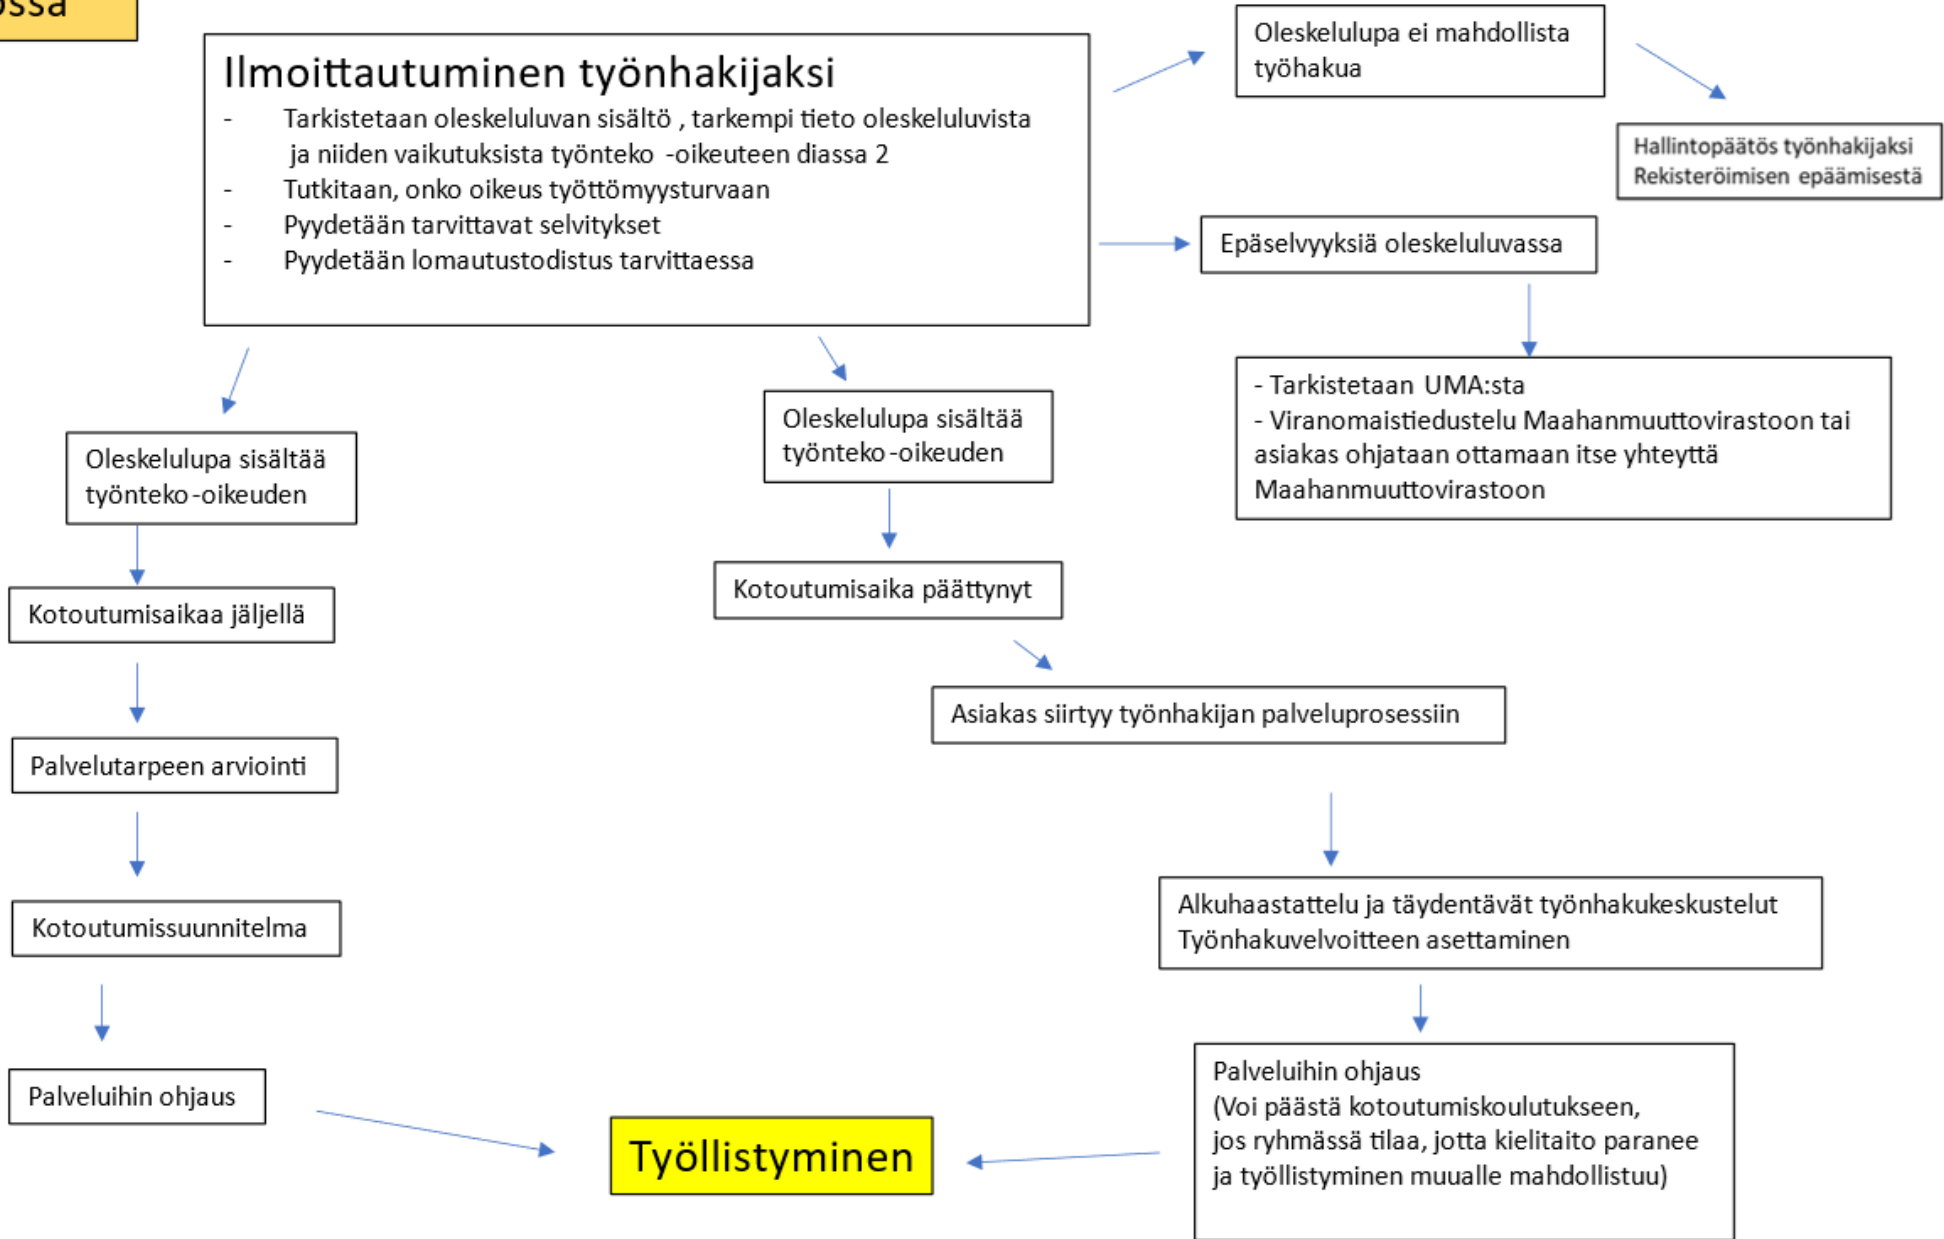 Ilmoittautuminen työnhakijaksi
- Tarkistetaan oleskeluluvan sisältö , tarkempi tieto oleskeluluvista
ja niiden vaikutuksista työnteko -oikeuteen diassa 2
- Tutkitaan, onko oikeus työttömyysturvaan
- Pyydetään tarvittavat selvitykset
- Pyydetään lomautustodistus tarvittaessa
Oleskelulupa ei mahdollista
työhakua
Hallintopäätös työnhakijaksi
Rekisteröimisen epäämisestä
Epäselvyyksiä oleskeluluvassa
- Tarkistetaan UMA:sta
- Viranomaistiedustelu Maahanmuuttovirastoon tai
asiakas ohjataan ottamaan itse yhteyttä
Maahanmuuttovirastoon
Oleskelulupa sisältää
työnteko-oikeuden
Kotoutumisaikaa jäljellä
Palvelutarpeen arviointi
Kotoutumissuunnitelma
Palveluihin ohjaus
Oleskelulupa sisältää
työnteko-oikeuden
Kotoutumisaika päättynyt
Asiakas siirtyy työnhakijan palveluprosessiin
Alkuhaastattelu ja täydentävät työnhakukeskustelut
Työnhakuvelvoitteen asettaminen
Palveluihin ohjaus
(Voi päästä kotoutumiskoulutukseen,
jos ryhmässä tilaa, jotta kielitaito paranee
ja työllistyminen muualle mahdollistuu)
Työllistyminen